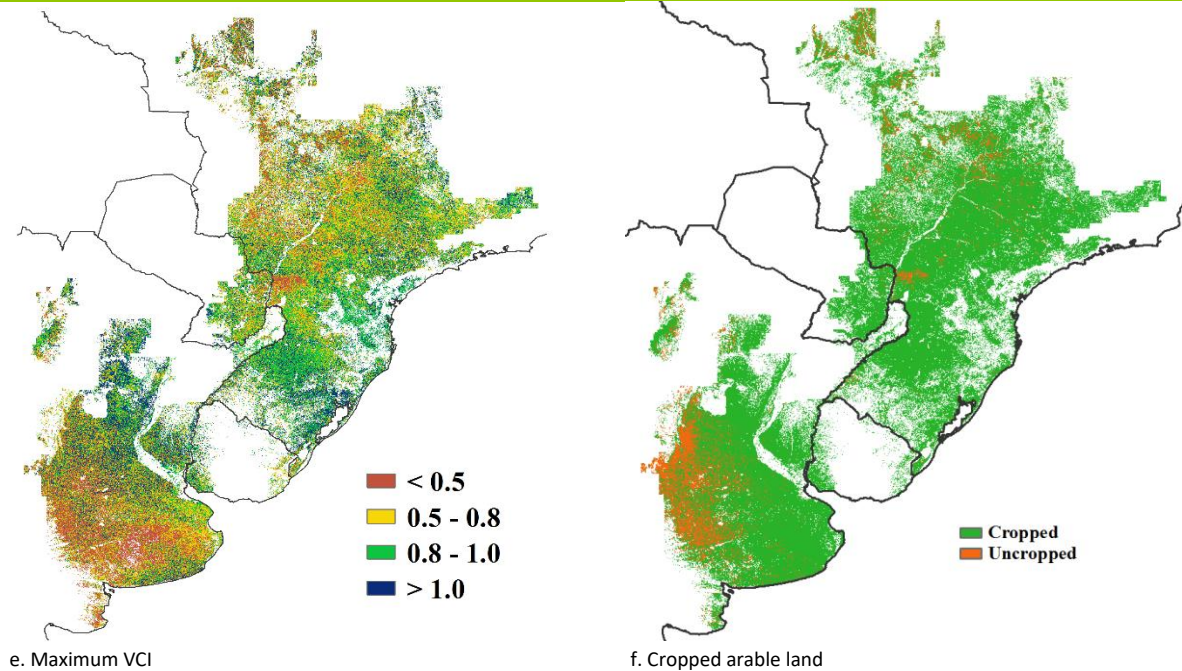 < 0.5
0.5 - 0.8
0.8 - 1.0
> 1.0
Cropped
Uncropped
e. Maximum VCI
f. Cropped arable land